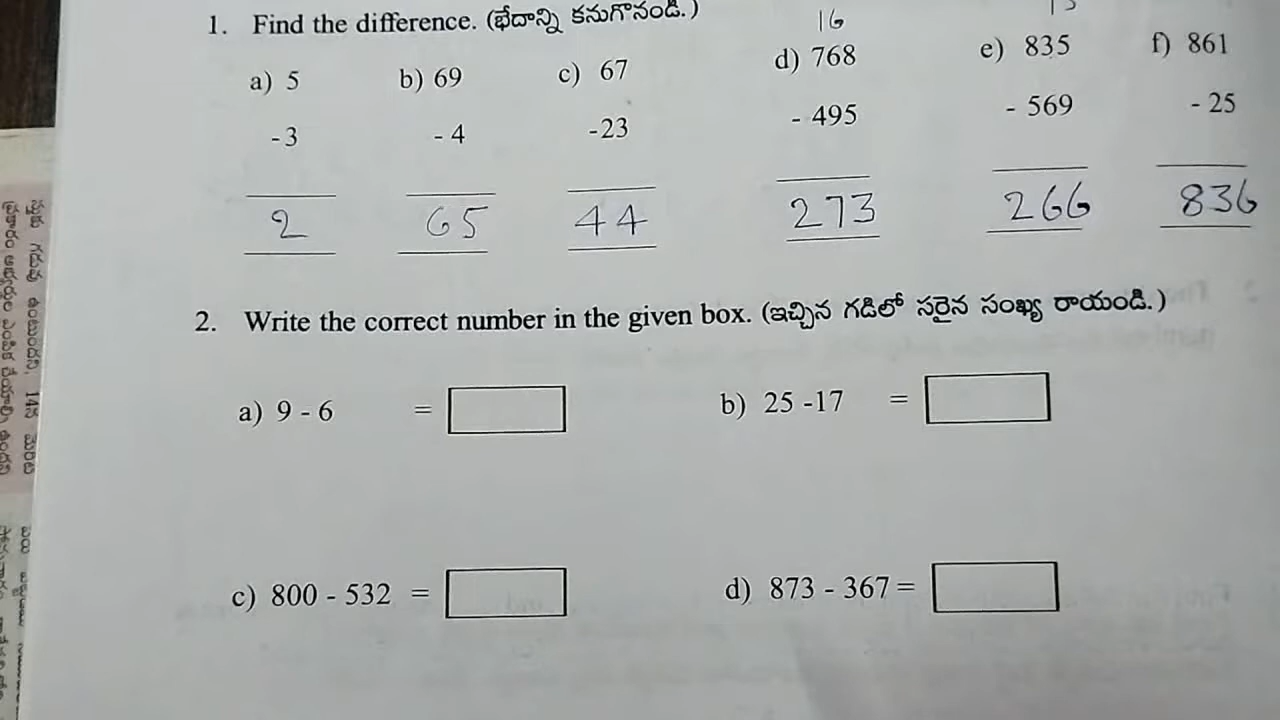 1. Find the difference. (భేదాన్ని కనుగొనండి.)
16
a) 5 b) 69 c) 67 d) 768 e) 835 f) 861
-3 - 4 -23 - 495 - 569 - 25
2 65 44 273 266 836
2. Write the correct number in the given box. (ఇచ్చిన గడిలో సరైన సంఖ్య రాయండి.)
a) 9 - 6 = b) 25 -17 =
c) 800 - 532 = d) 873 - 367 =